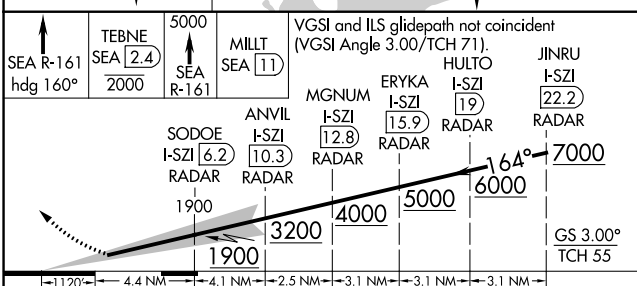 SEA R-161
hdg 160°
TEBNE
SEA 2.4
2000
5000
SEA
R-161
MILLT
SEA 11
VGSI and ILS glidepath not coincident
(VGSI Angle 3.00/TCH 71).
SODOE
I-SZI 6.2
RADAR
ANVIL
I-SZI
10.3
RADAR
MGNUM
I-SZI
12.8
RADAR
ERYKA
I-SZI
15.9
RADAR
HULTO
I-SZI
19
RADAR
JINRU
I-SZI
22.2
RADAR
1900
1900
3200
4000
5000
6000
164°
7000
GS 3.00°
TCH 55
1120'
4.4 NM
4.1 NM
2.5 NM
3.1 NM
3.1 NM
3.1 NM